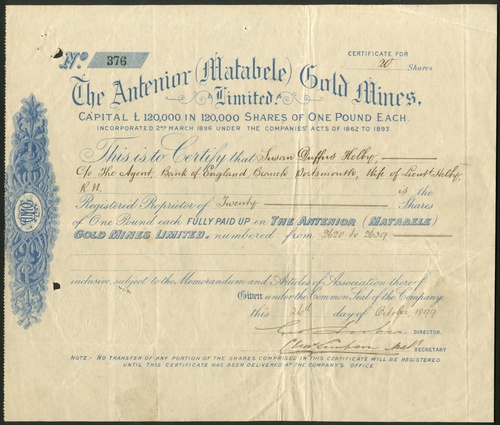 No. 376
CERTIFICATE FOR
20 Shares
The Antenior (Matabele) Gold Mines,
Limited.
CAPITAL £120,000 IN 120,000 SHARES OF ONE POUND EACH.
INCORPORATED 2ND MARCH 1896 UNDER THE COMPANIES' ACTS OF 1862 TO 1893.
This is to Certify that Susan Duffus Helby
C/o The Agent, Bank of England Branch Portsmouth, Wife of Lieut Helby
R.N. is the
Registered Proprietor of Twenty Shares
of One Pound each FULLY PAID UP in THE ANTENIOR (MATABELE)
GOLD MINES LIMITED, numbered from 2620 to 2639
inclusive, subject to the Memorandum and Articles of Association thereof
Given under the Common Seal of the Company
this 26th day of October 1899
DIRECTOR.
SECRETARY
NOTE:- NO TRANSFER OF ANY PORTION OF THE SHARES COMPRISED IN THIS CERTIFICATE WILL BE REGISTERED
UNTIL THIS CERTIFICATE HAS BEEN DELIVERED AT THE COMPANY'S OFFICE.